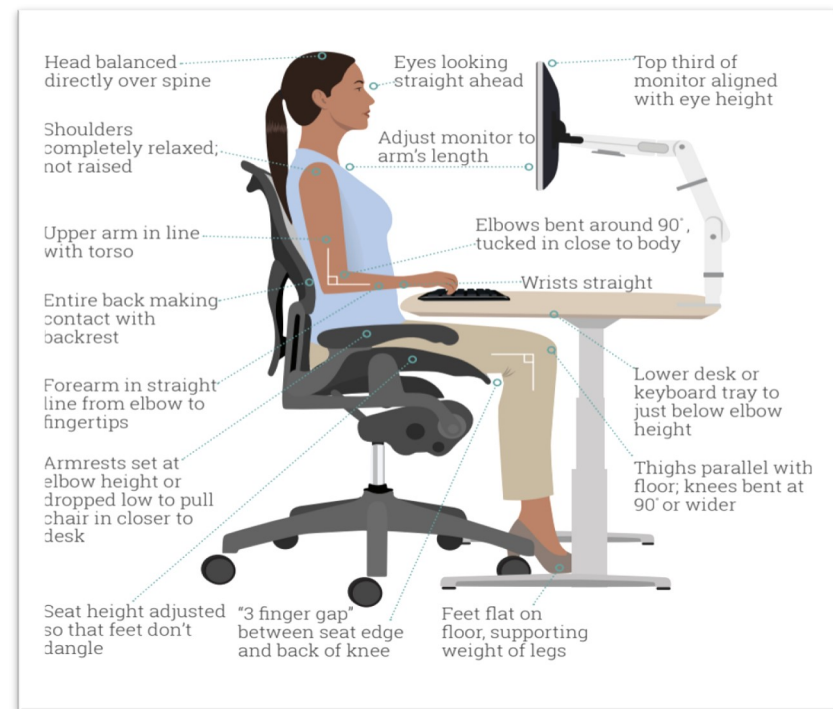 Head balanced
directly over spine
Eyes looking
straight ahead
Top third of
monitor aligned
with eye height
Shoulders
completely relaxed;
not raised
Adjust monitor to
arm's length
Upper arm in line
with torso
Elbows bent around 90°,
tucked in close to body
Wrists straight
Entire back making
contact with
backrest
Forearm in straight
line from elbow to
fingertips
Lower desk or
keyboard tray to
just below elbow
height
Armrests set at
elbow height or
dropped low to pull
chair in closer to
desk
Thighs parallel with
floor; knees bent at
90° or wider
Seat height adjusted
so that feet don't
dangle
"3 finger gap"
between seat edge
and back of knee
Feet flat on
floor, supporting
weight of legs